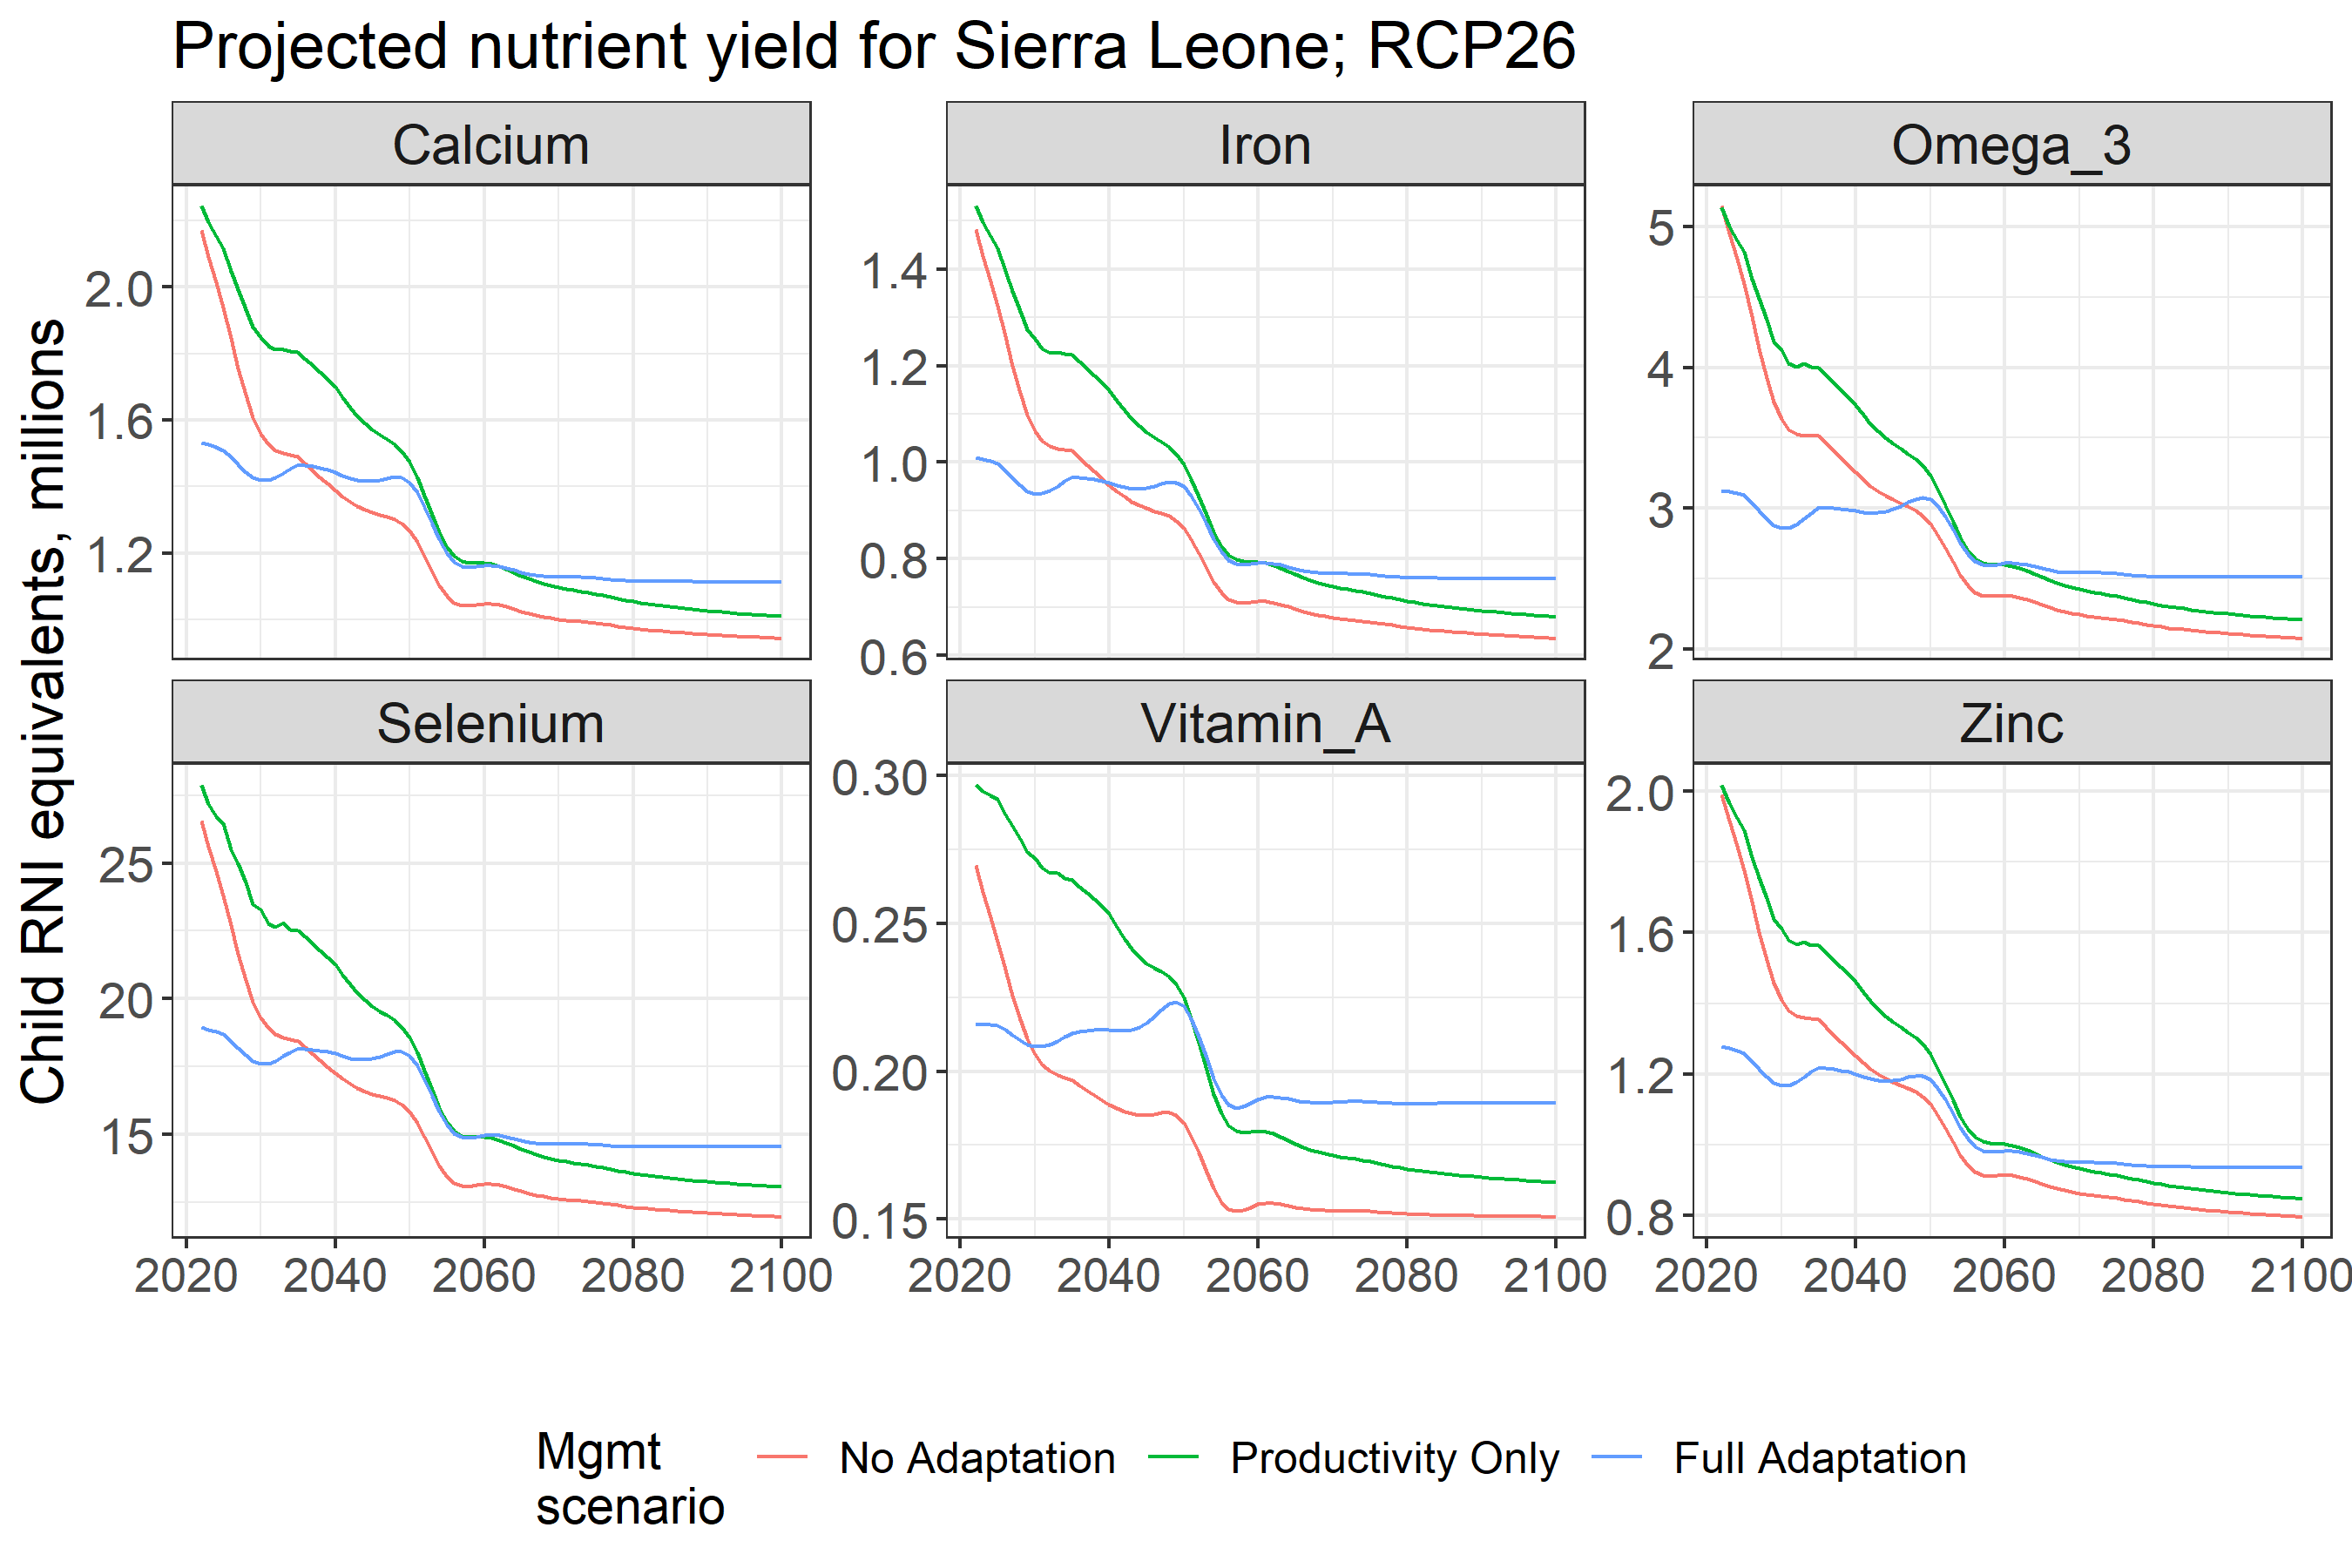 Projected nutrient yield for Sierra Leone; RCP26
Child RNI equivalents, millions
Calcium
2.0
1.6
1.2
Iron
1.4
1.2
1.0
0.8
0.6
Omega_3
5
4
3
2
Selenium
25
20
15
2020 2040 2060 2080 2100
Vitamin_A
0.30
0.25
0.20
0.15
2020 2040 2060 2080 2100
Zinc
2.0
1.6
1.2
0.8
2020 2040 2060 2080 2100
Mgmt
scenario
No Adaptation Productivity Only Full Adaptation